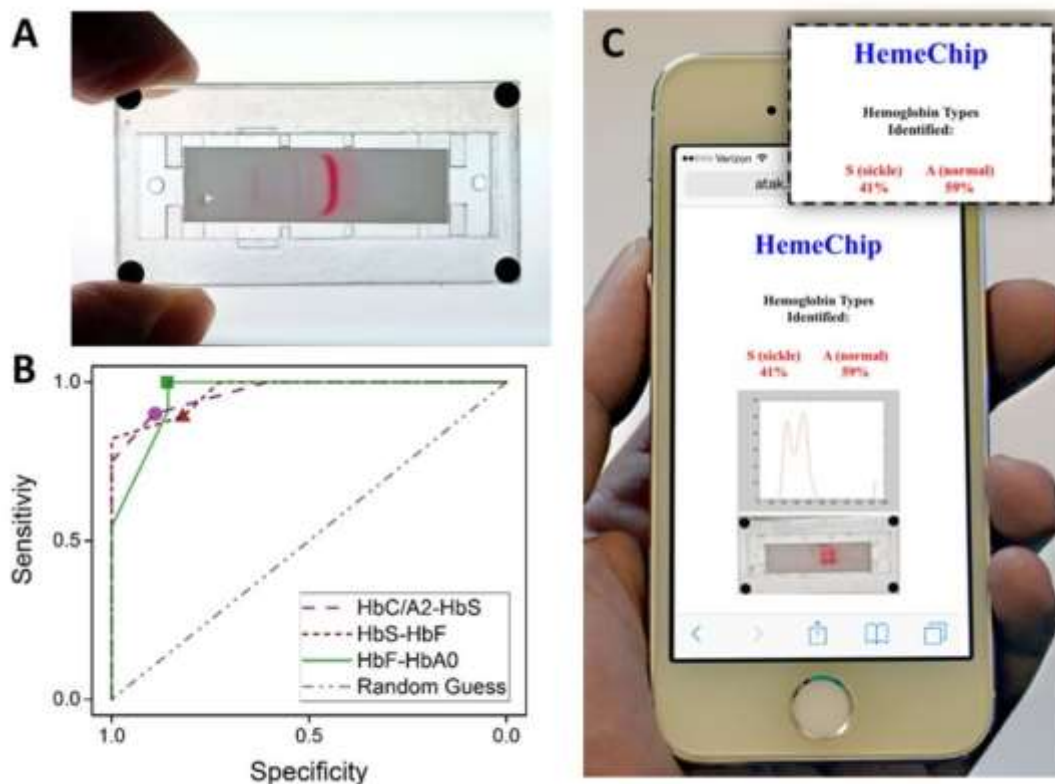 A
B
Sensitiviy
1.0
0.5
0.0
HbC/A2-HbS
HbS-HbF
HbF-HbA0
Random Guess
1.0
0.5
0.0
Specificity
C
HemeChip
Hemoglobin Types
Identified:
S (sickle) A (normal)
41% 59%
Verizon
atak.
HemeChip
Hemoglobin Types
Identified:
S (sickle) A (normal)
41% 59%